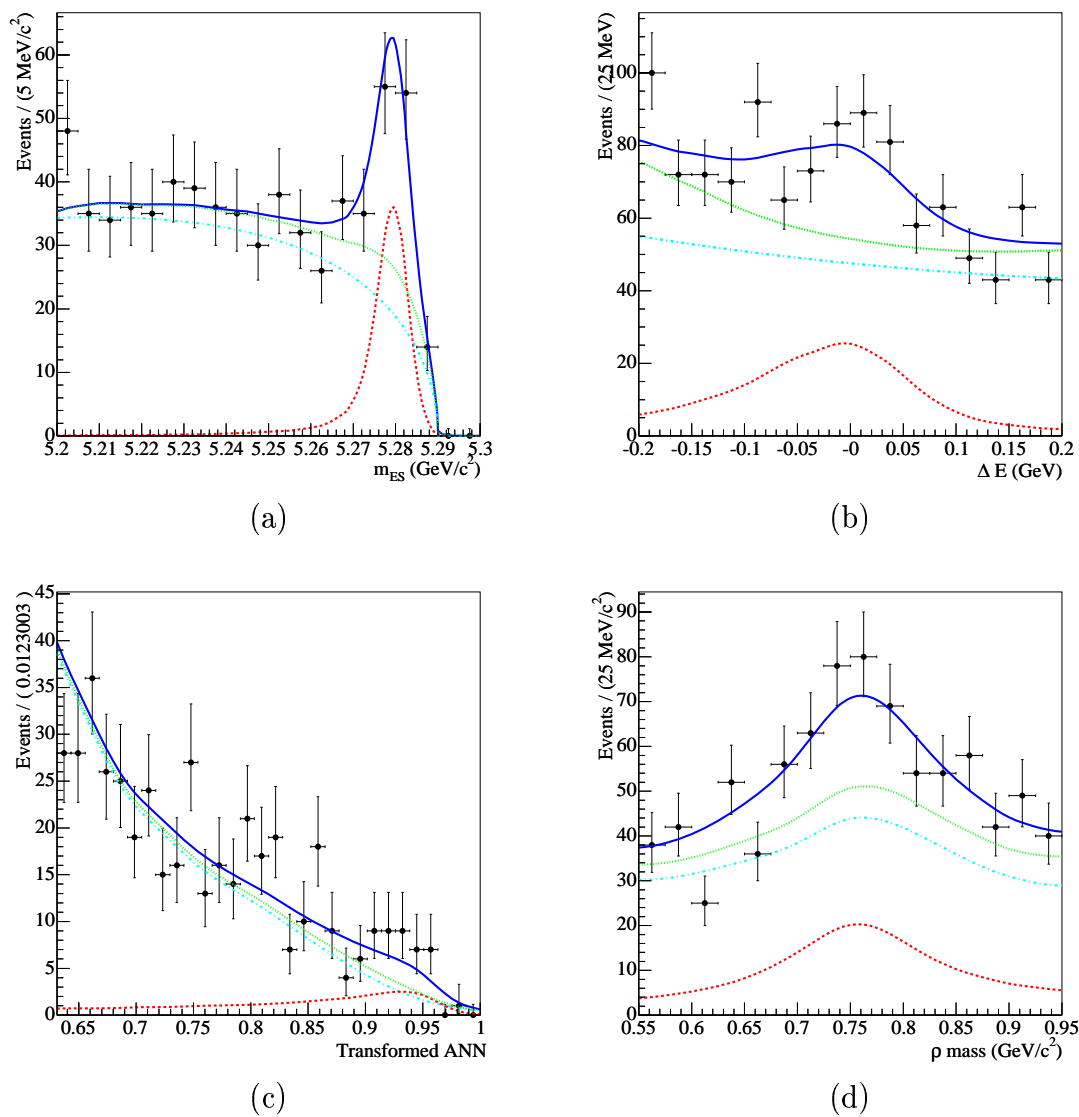 Events / (5 MeV/c²)
60
50
40
30
20
10
0
5.2 5.21 5.22 5.23 5.24 5.25 5.26 5.27 5.28 5.29 5.3
m_ES (GeV/c²)
(a)
Events / (25 MeV)
100
80
60
40
20
0
-0.2 -0.15 -0.1 -0.05 -0 0.05 0.1 0.15 0.2
Δ E (GeV)
(b)
Events / ( 0.0123003 )
45
40
35
30
25
20
15
10
5
0
0.65 0.7 0.75 0.8 0.85 0.9 0.95 1
Transformed ANN
(c)
Events / (25 MeV/c²)
90
80
70
60
50
40
30
20
10
0
0.55 0.6 0.65 0.7 0.75 0.8 0.85 0.9 0.95
ρ mass (GeV/c²)
(d)